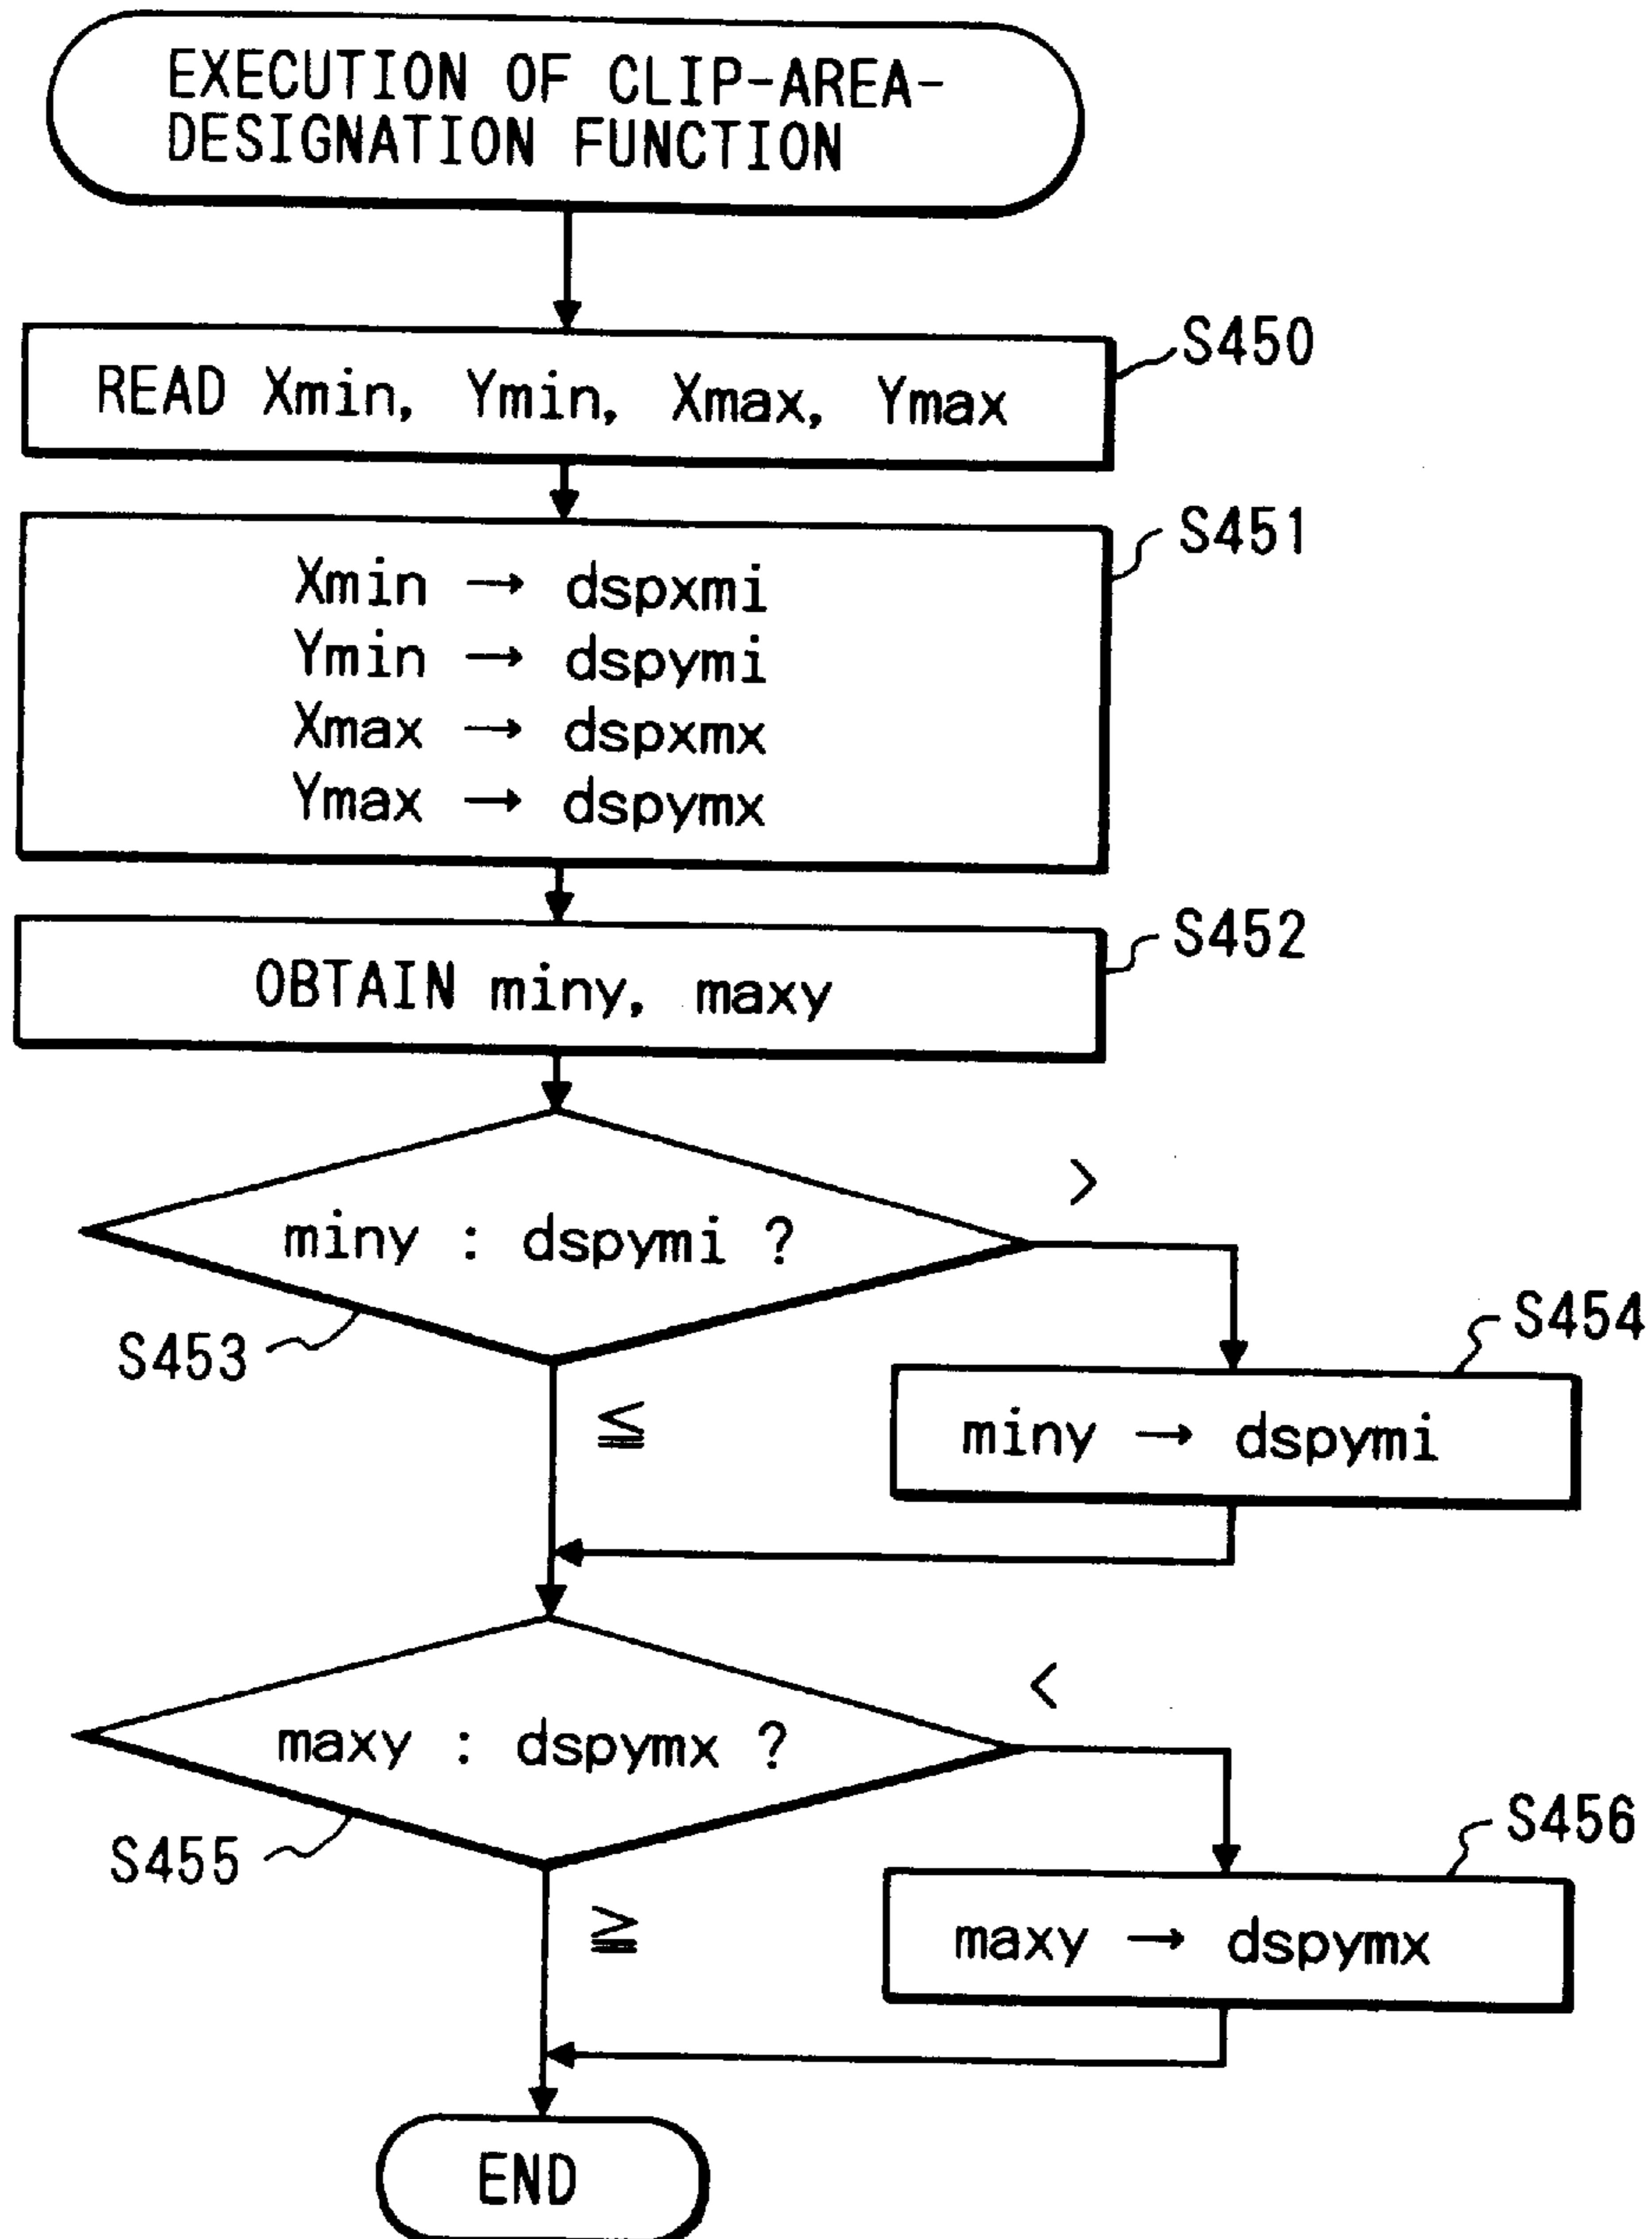 EXECUTION OF CLIP-AREA-
DESIGNATION FUNCTION
S450
READ Xmin, Ymin, Xmax, Ymax
S451
Xmin → dspxmi
Ymin → dspymi
Xmax → dspxmx
Ymax → dspymx
S452
OBTAIN miny, maxy
>
miny : dspymi ?
S453
S454
≦
miny → dspymi
<
maxy : dspymx ?
S455
S456
≧
maxy → dspymx
END